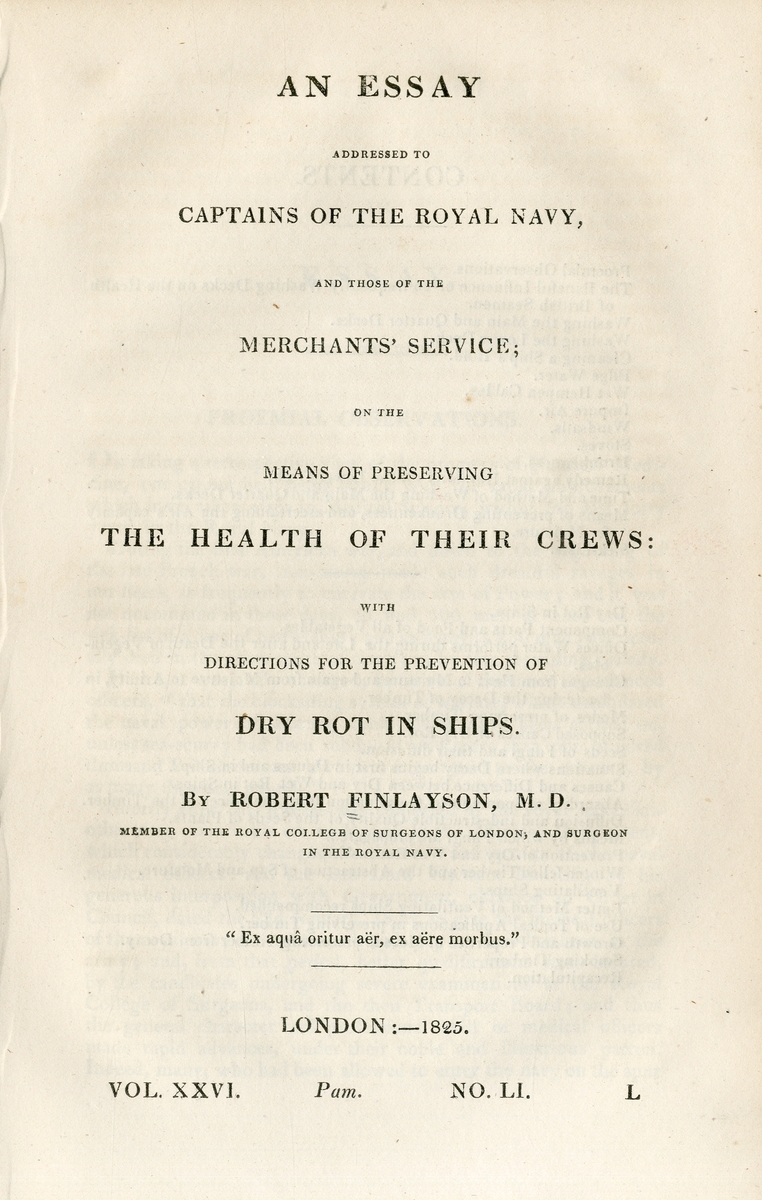 AN ESSAY
ADDRESSED TO
CAPTAINS OF THE ROYAL NAVY,
AND THOSE OF THE
MERCHANTS' SERVICE;
ON THE
MEANS OF PRESERVING
THE HEALTH OF THEIR CREWS:
WITH
DIRECTIONS FOR THE PREVENTION OF
DRY ROT IN SHIPS.
BY ROBERT FINLAYSON, M. D.
MEMBER OF THE ROYAL COLLEGE OF SURGEONS OF LONDON; AND SURGEON
IN THE ROYAL NAVY.
“ Ex aquâ oritur aër, ex aëre morbus.”
LONDON :—1825.
VOL. XXVI. Pam. NO. LI. L